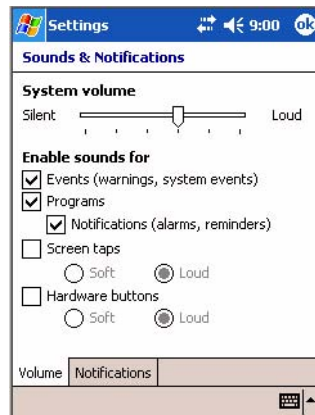 Settings 9:00 ok
Sounds & Notifications
System volume
Silent Loud
Enable sounds for
Events (warnings, system events)
Programs
Notifications (alarms, reminders)
Screen taps
Soft Loud
Hardware buttons
Soft Loud
Volume Notifications